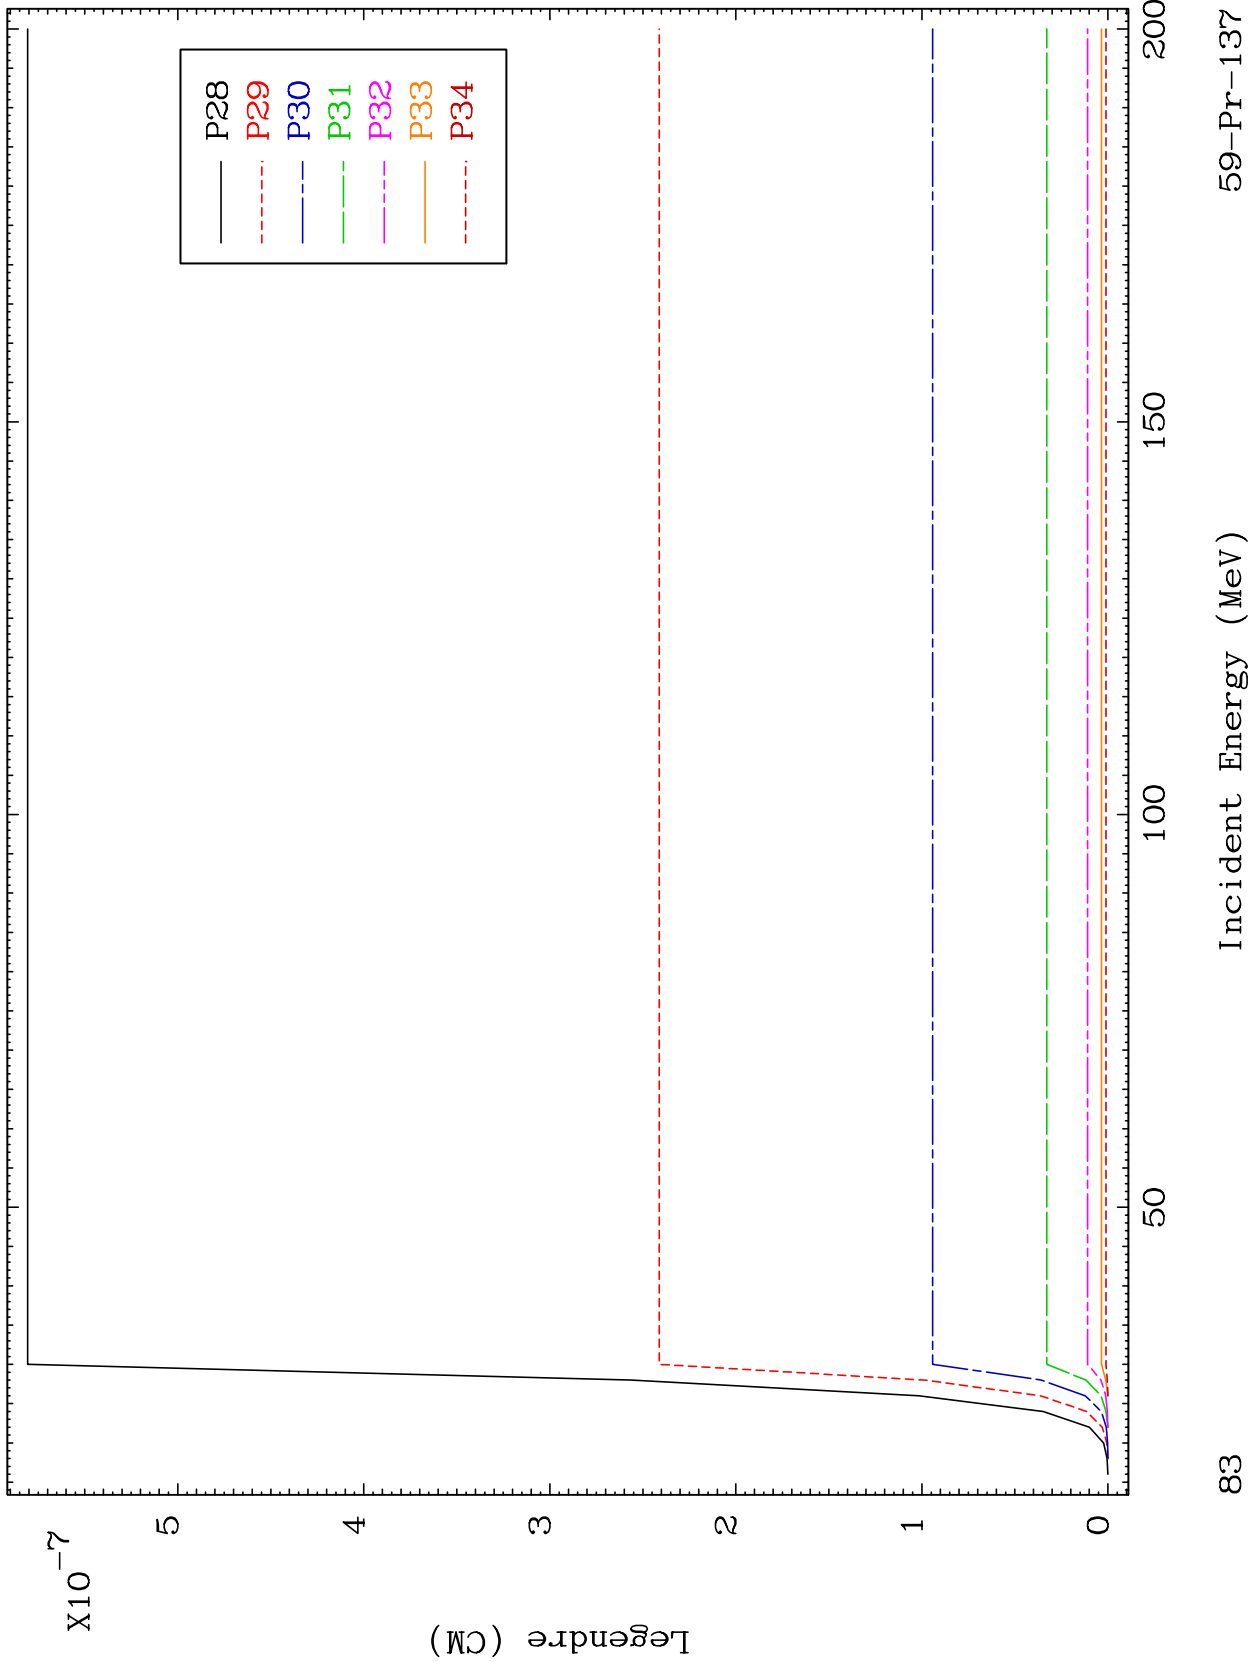 X10-7
Legendre (CM)
5
4
3
2
1
0
P28
P29
P30
P31
P32
P33
P34
50
100
150
200
83
Incident Energy (MeV)
59-Pr-137